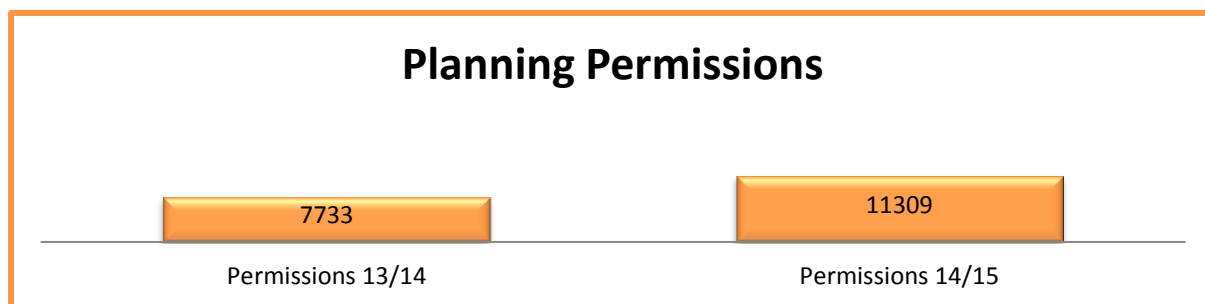 Planning Permissions
7733
11309
Permissions 13/14
Permissions 14/15